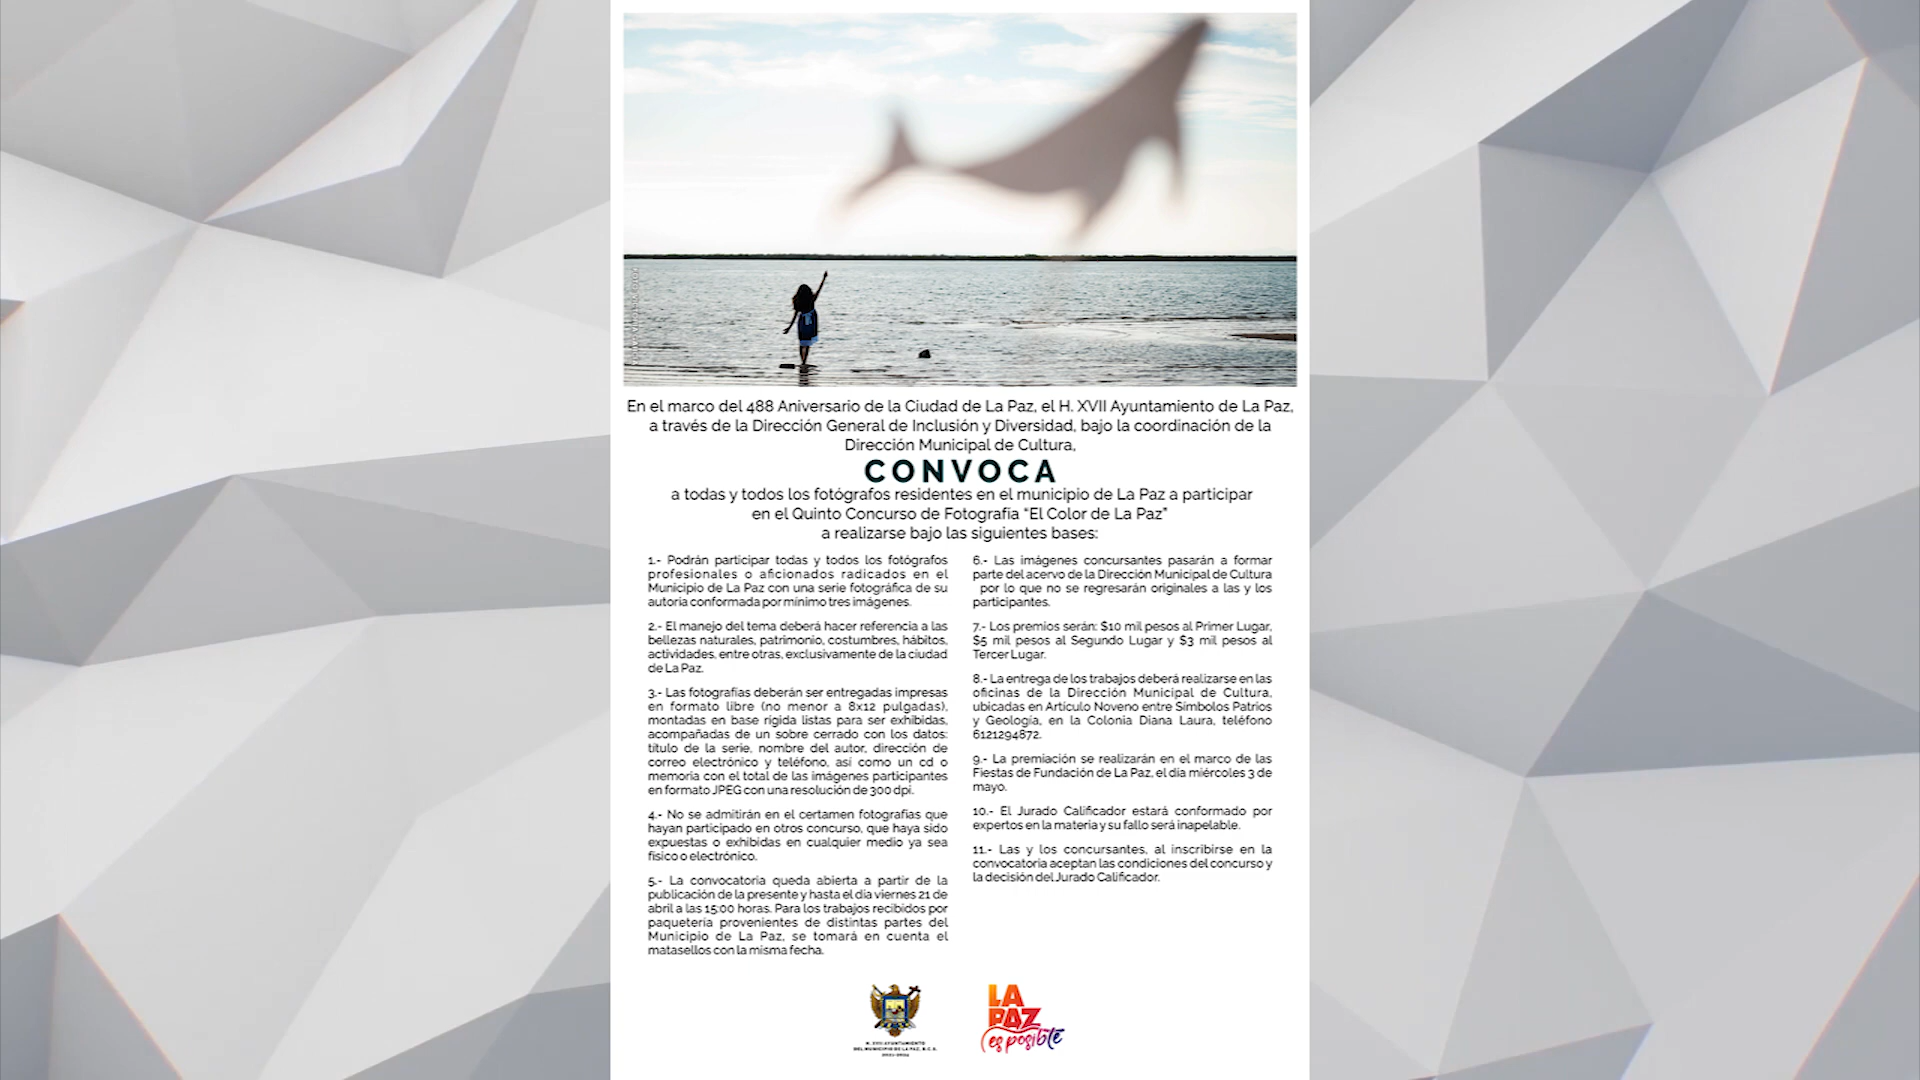 En el marco del 488 Aniversario de la Ciudad de La Paz, el H. XVII Ayuntamiento de La Paz,
a través de la Dirección General de Inclusión y Diversidad, bajo la coordinación de la
Dirección Municipal de Cultura,
CONVOCA
a todas y todos los fotógrafos residentes en el municipio de La Paz a participar
en el Quinto Concurso de Fotografía “El Color de La Paz”
a realizarse bajo las siguientes bases:
1.- Podrán participar todas y todos los fotógrafos
profesionales o aficionados radicados en el
Municipio de La Paz con una serie fotográfica de su
autoría conformada por mínimo tres imágenes.
2.- El manejo del tema deberá hacer referencia a las
bellezas naturales, patrimonio, costumbres, hábitos,
actividades, entre otras, exclusivamente de la ciudad
de La Paz.
3.- Las fotografías deberán ser entregadas impresas
en formato libre (no menor a 8x12 pulgadas),
montadas en base rígida listas para ser exhibidas,
acompañadas de un sobre cerrado con los datos:
título de la serie, nombre del autor, dirección de
correo electrónico y teléfono, así como un cd o
memoria con el total de las imágenes participantes
en formato JPEG con una resolución de 300 dpi.
4.- No se admitirán en el certamen fotografías que
hayan participado en otros concurso, que haya sido
expuestas o exhibidas en cualquier medio ya sea
físico o electrónico.
5.- La convocatoria queda abierta a partir de la
publicación de la presente y hasta el día viernes 21 de
abril a las 15:00 horas. Para los trabajos recibidos por
paquetería provenientes de distintas partes del
Municipio de La Paz, se tomará en cuenta el
matasellos con la misma fecha.
6.- Las imágenes concursantes pasarán a formar
parte del acervo de la Dirección Municipal de Cultura
por lo que no se regresarán originales a las y los
participantes.
7.- Los premios serán: $10 mil pesos al Primer Lugar,
$5 mil pesos al Segundo Lugar y $3 mil pesos al
Tercer Lugar.
8.- La entrega de los trabajos deberá realizarse en las
oficinas de la Dirección Municipal de Cultura,
ubicadas en Artículo Noveno entre Símbolos Patrios
y Geología, en la Colonia Diana Laura, teléfono
6121294872.
9.- La premiación se realizarán en el marco de las
Fiestas de Fundación de La Paz, el día miércoles 3 de
mayo.
10.- El Jurado Calificador estará conformado por
expertos en la materia y su fallo será inapelable.
11.- Las y los concursantes, al inscribirse en la
convocatoria aceptan las condiciones del concurso y
la decisión del Jurado Calificador.
H. XVII AYUNTAMIENTO
DEL MUNICIPIO DE LA PAZ, B.C.S.
2021-2024
LA
PAZ
es posible